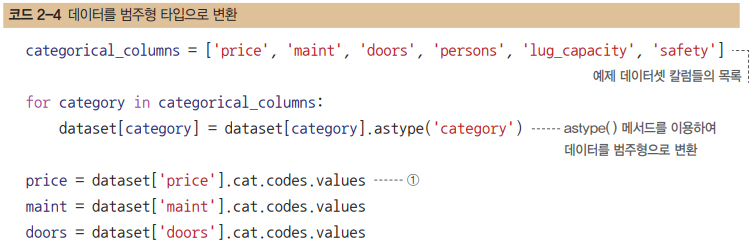 코드 2-4 데이터를 범주형 타입으로 변환
categorical_columns = ['price', 'maint', 'doors', 'persons', 'lug_capacity', 'safety']
예제 데이터셋 칼럼들의 목록
for category in categorical_columns:
dataset[category] = dataset[category].astype('category') ------ astype() 메서드를 이용하여
데이터를 범주형으로 변환
price = dataset['price'].cat.codes.values ------ ①
maint = dataset['maint'].cat.codes.values
doors = dataset['doors'].cat.codes.values